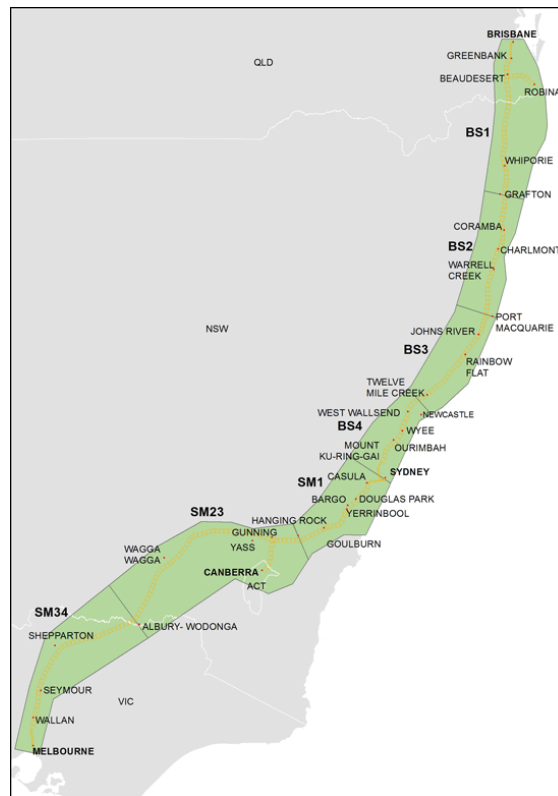 BRISBANE
QLD
GREENBANK
BEAUDESERT
ROBINA
BS1
WHIPORIE
GRAFTON
CORAMBA
BS2
CHARLMONT
WARRELL
CREEK
PORT
MACQUARIE
NSW
JOHNS RIVER
BS3
RAINBOW
FLAT
TWELVE
MILE CREEK
WEST WALLSEND
NEWCASTLE
BS4
WYEE
MOUNT
KU-RING-GAI
OURIMBAH
SYDNEY
SM1
CASULA
BARGO
DOUGLAS PARK
YERRINBOOL
SM23
HANGING ROCK
GUNNING
YASS
GOULBURN
WAGGA
WAGGA
CANBERRA
ACT
SM34
ALBURY- WODONGA
SHEPPARTON
SEYMOUR
VIC
WALLAN
MELBOURNE